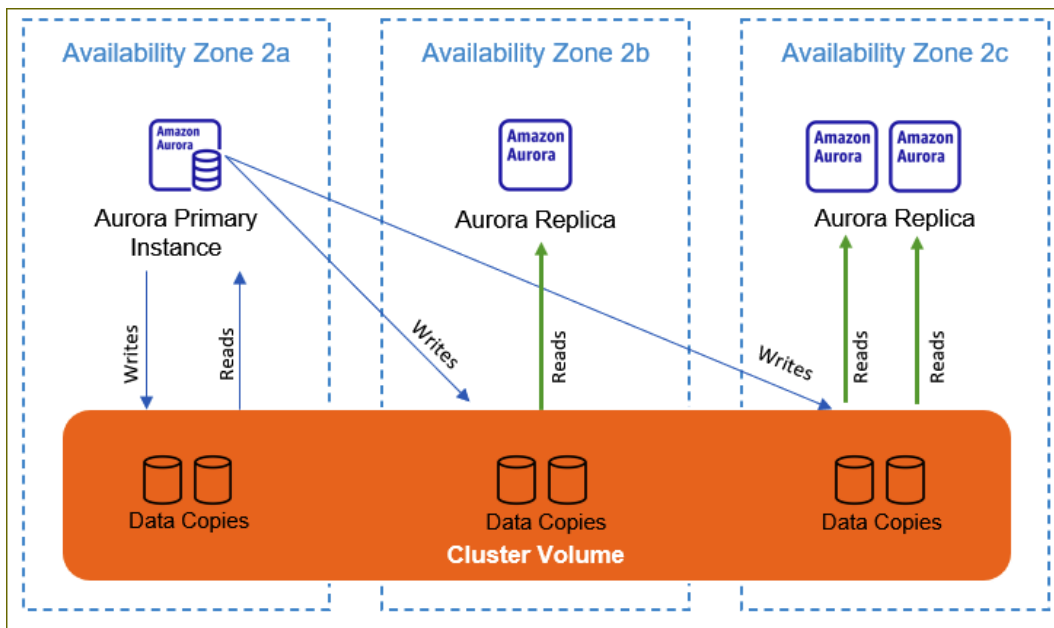 Availability Zone 2a
Availability Zone 2b
Availability Zone 2c
Amazon
Aurora
Amazon
Aurora
Amazon
Aurora
Amazon
Aurora
Aurora Primary
Instance
Aurora Replica
Aurora Replica
Writes
Reads
Writes
Reads
Writes
Reads
Reads
Data Copies
Data Copies
Data Copies
Cluster Volume